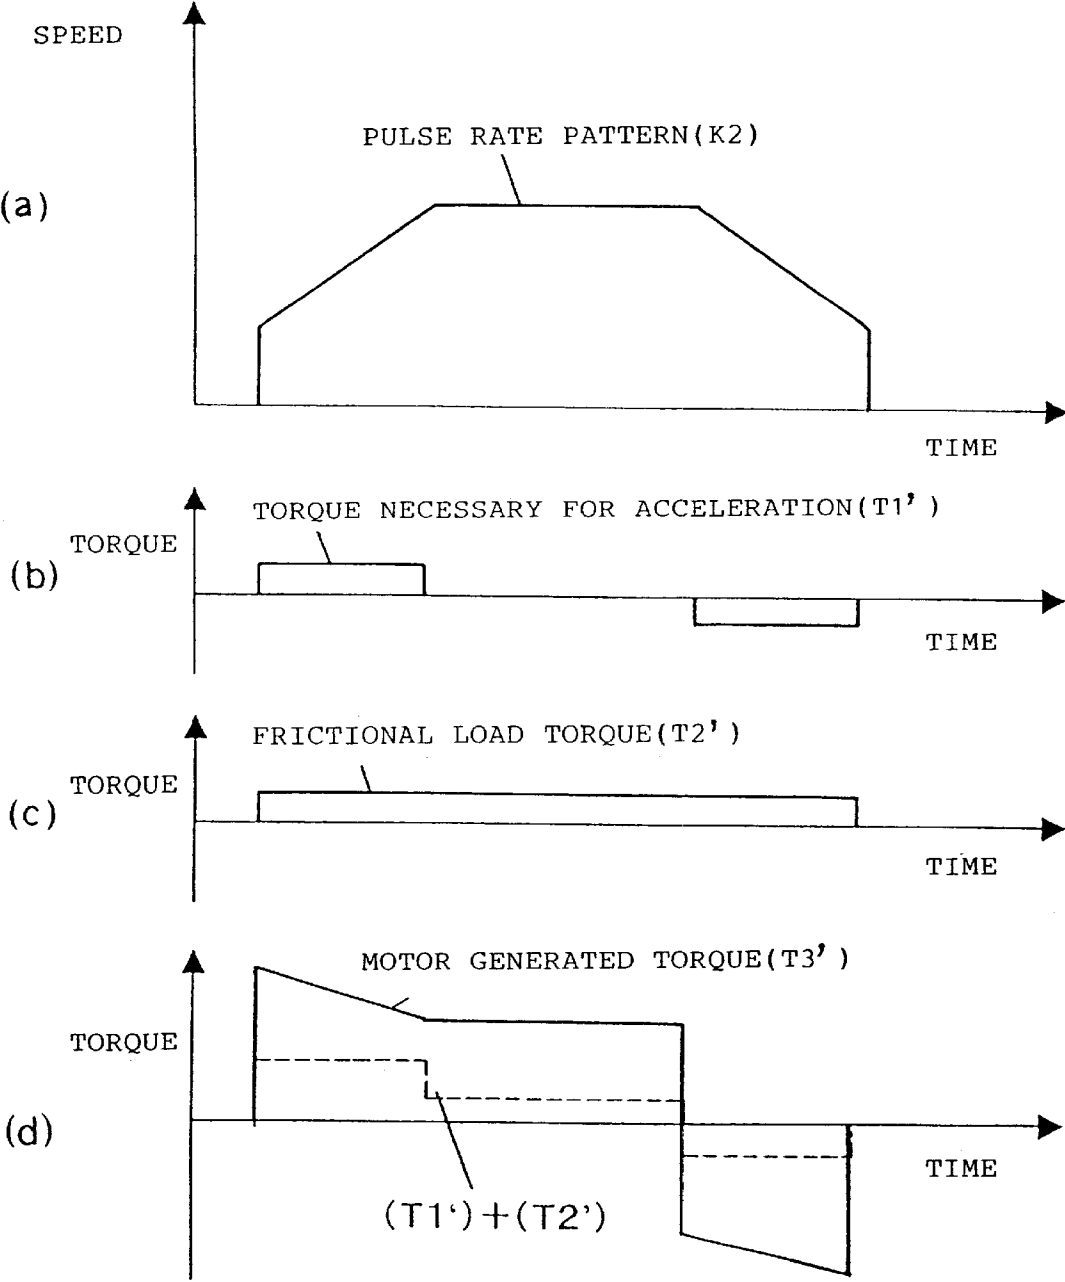 SPEED
PULSE RATE PATTERN(K2)
(a)
TIME
TORQUE NECESSARY FOR ACCELERATION(T1')
TORQUE
(b)
TIME
FRICTIONAL LOAD TORQUE(T2')
TORQUE
(c)
TIME
MOTOR GENERATED TORQUE(T3')
TORQUE
(d)
TIME
(T1')+(T2')